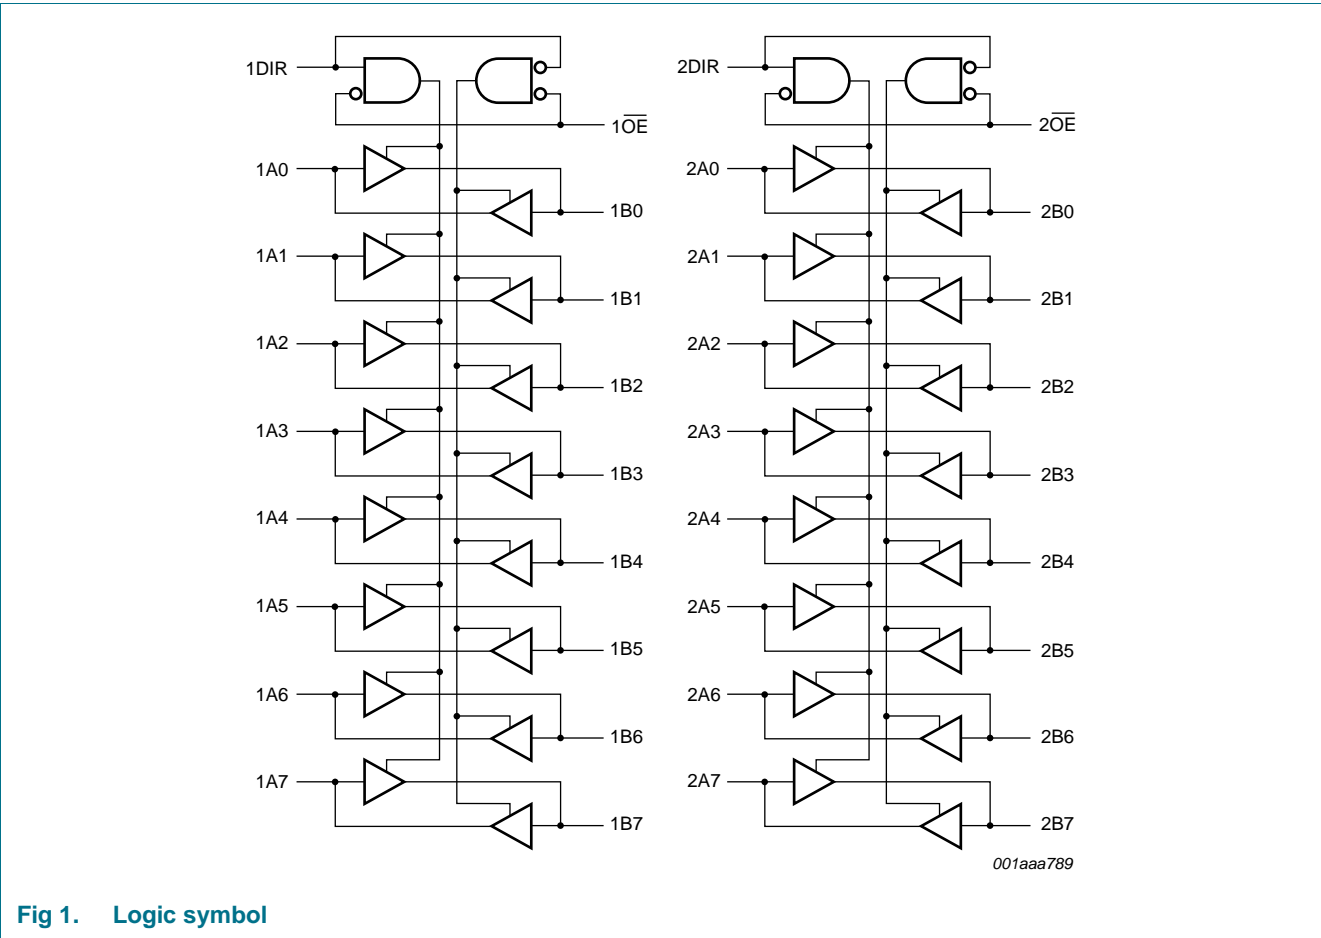 1DIR
2DIR
1O̅E̅
2O̅E̅
1A0
2A0
1B0
2B0
1A1
2A1
1B1
2B1
1A2
2A2
1B2
2B2
1A3
2A3
1B3
2B3
1A4
2A4
1B4
2B4
1A5
2A5
1B5
2B5
1A6
2A6
1B6
2B6
1A7
2A7
1B7
2B7
001aaa789
Fig 1. Logic symbol